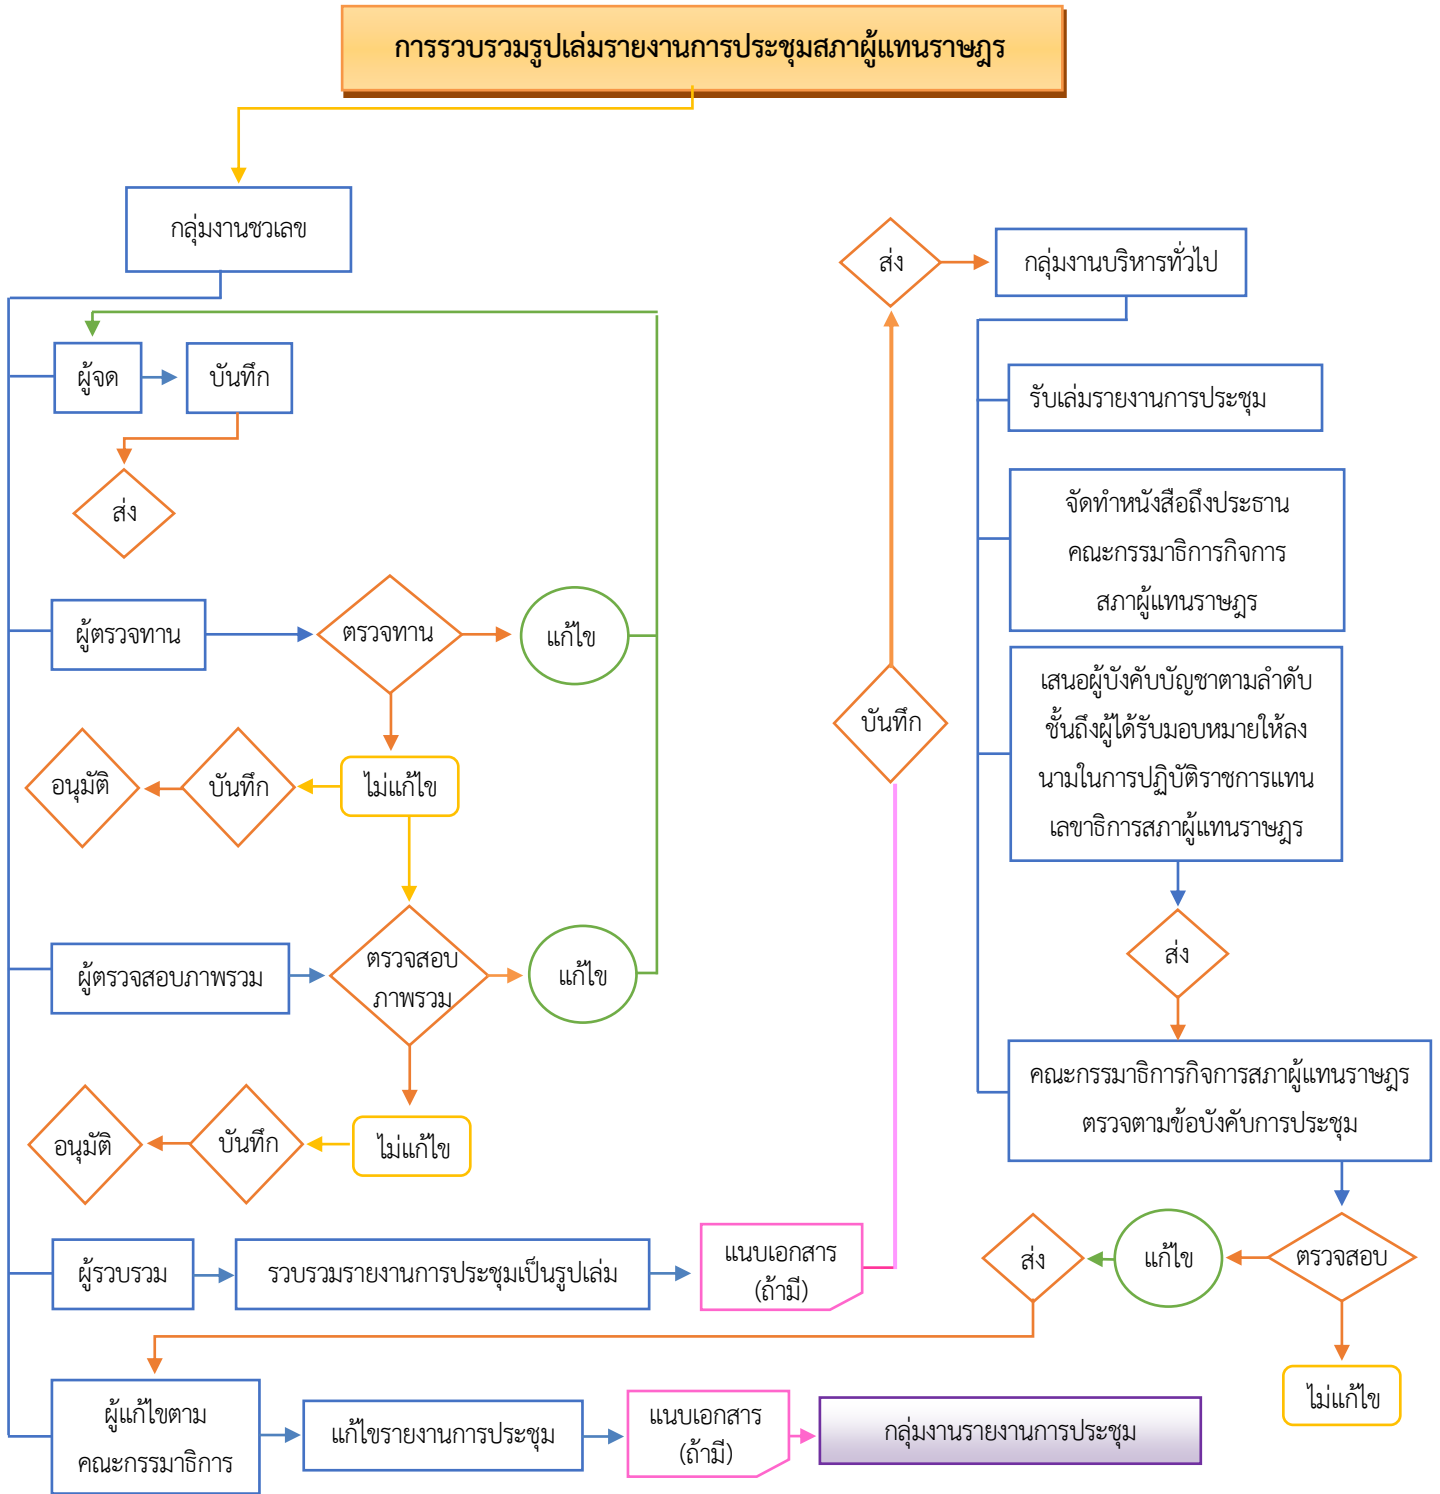 การรวบรวมรูปเล่มรายงานการประชุมสภาผู้แทนราษฎร
กลุ่มงานชวเลข
ผู้จด
บันทึก
ส่ง
ผู้ตรวจทาน
ตรวจทาน
แก้ไข
อนุมัติ
บันทึก
ไม่แก้ไข
ผู้ตรวจสอบภาพรวม
ตรวจสอบ
ภาพรวม
แก้ไข
อนุมัติ
บันทึก
ไม่แก้ไข
ผู้รวบรวม
รวบรวมรายงานการประชุมเป็นรูปเล่ม
แนบเอกสาร
(ถ้ามี)
บันทึก
ส่ง
กลุ่มงานบริหารทั่วไป
รับเล่มรายงานการประชุม
จัดทำหนังสือถึงประธาน
คณะกรรมาธิการกิจการ
สภาผู้แทนราษฎร
เสนอผู้บังคับบัญชาตามลำดับ
ชั้นถึงผู้ได้รับมอบหมายให้ลง
นามในการปฏิบัติราชการแทน
เลขาธิการสภาผู้แทนราษฎร
ส่ง
คณะกรรมาธิการกิจการสภาผู้แทนราษฎร
ตรวจตามข้อบังคับการประชุม
ส่ง
แก้ไข
ตรวจสอบ
ไม่แก้ไข
ผู้แก้ไขตาม
คณะกรรมาธิการ
แก้ไขรายงานการประชุม
แนบเอกสาร
(ถ้ามี)
กลุ่มงานรายงานการประชุม